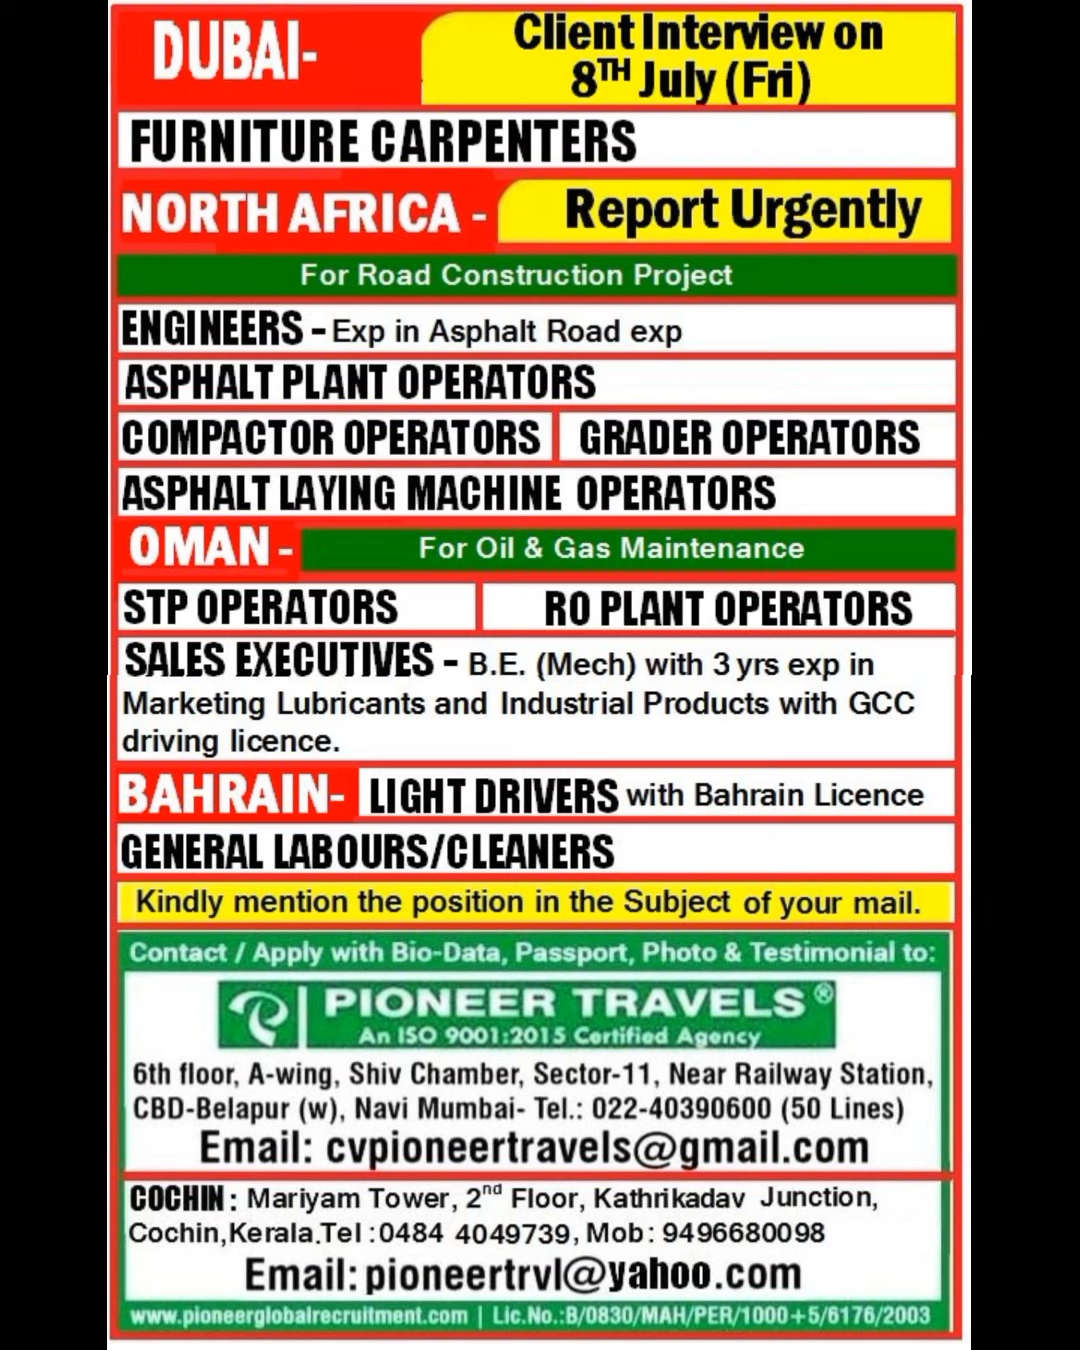 DUBAI-
Client Interview on
8TH July (Fri)
FURNITURE CARPENTERS
NORTH AFRICA -
Report Urgently
For Road Construction Project
ENGINEERS - Exp in Asphalt Road exp
ASPHALT PLANT OPERATORS
COMPACTOR OPERATORS
GRADER OPERATORS
ASPHALT LAYING MACHINE OPERATORS
OMAN -
For Oil & Gas Maintenance
STP OPERATORS
RO PLANT OPERATORS
SALES EXECUTIVES - B.E. (Mech) with 3 yrs exp in
Marketing Lubricants and Industrial Products with GCC
driving licence.
BAHRAIN-
LIGHT DRIVERS with Bahrain Licence
GENERAL LABOURS/CLEANERS
Kindly mention the position in the Subject of your mail.
Contact / Apply with Bio-Data, Passport, Photo & Testimonial to:
PIONEER TRAVELS®
An ISO 9001:2015 Certified Agency
6th floor, A-wing, Shiv Chamber, Sector-11, Near Railway Station,
CBD-Belapur (w), Navi Mumbai- Tel.: 022-40390600 (50 Lines)
Email: cvpioneertravels@gmail.com
COCHIN: Mariyam Tower, 2nd Floor, Kathrikadav Junction,
Cochin,Kerala.Tel:0484 4049739, Mob: 9496680098
Email: pioneertrvl@yahoo.com
www.pioneerglobalrecruitment.com | Lic.No.:B/0830/MAH/PER/1000+5/6176/2003